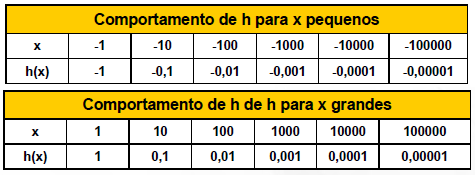 Comportamento de h para x pequenos
x -1 -10 -100 -1000 -10000 -100000
h(x) -1 -0,1 -0,01 -0,001 -0,0001 -0,00001
Comportamento de h de h para x grandes
x 1 10 100 1000 10000 100000
h(x) 1 0,1 0,01 0,001 0,0001 0,00001